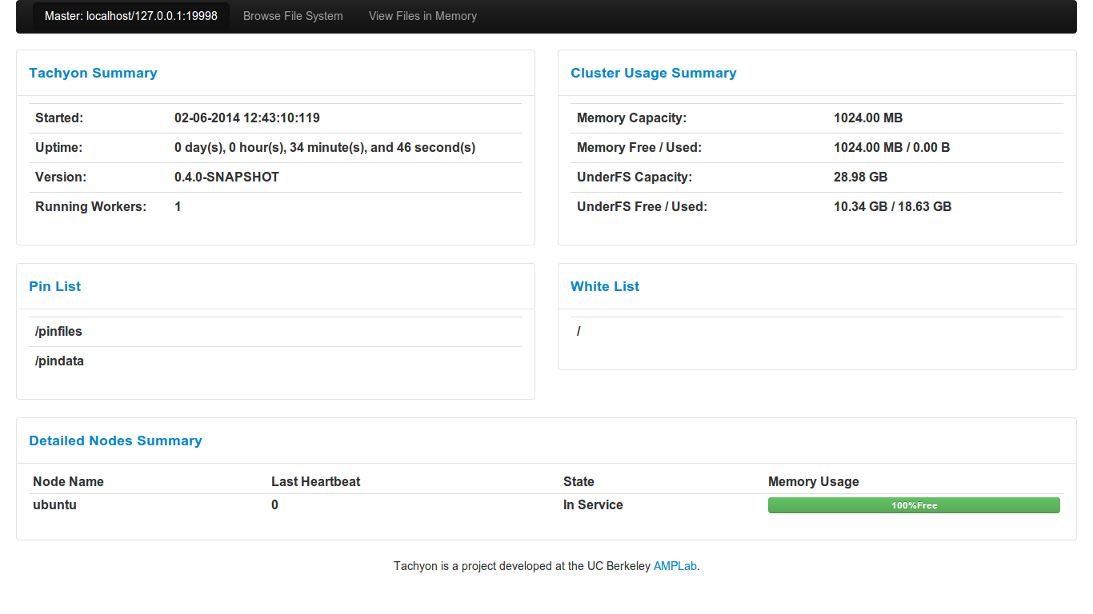 Master: localhost/127.0.0.1:19998 Browse File System View Files in Memory
Tachyon Summary
Started: 02-06-2014 12:43:10:119
Uptime: 0 day(s), 0 hour(s), 34 minute(s), and 46 second(s)
Version: 0.4.0-SNAPSHOT
Running Workers: 1
Cluster Usage Summary
Memory Capacity: 1024.00 MB
Memory Free / Used: 1024.00 MB / 0.00 B
UnderFS Capacity: 28.98 GB
UnderFS Free / Used: 10.34 GB / 18.63 GB
Pin List
/pinfiles
/pindata
White List
/
Detailed Nodes Summary
Node Name Last Heartbeat State Memory Usage
ubuntu 0 In Service 100%Free
Tachyon is a project developed at the UC Berkeley AMPLab.